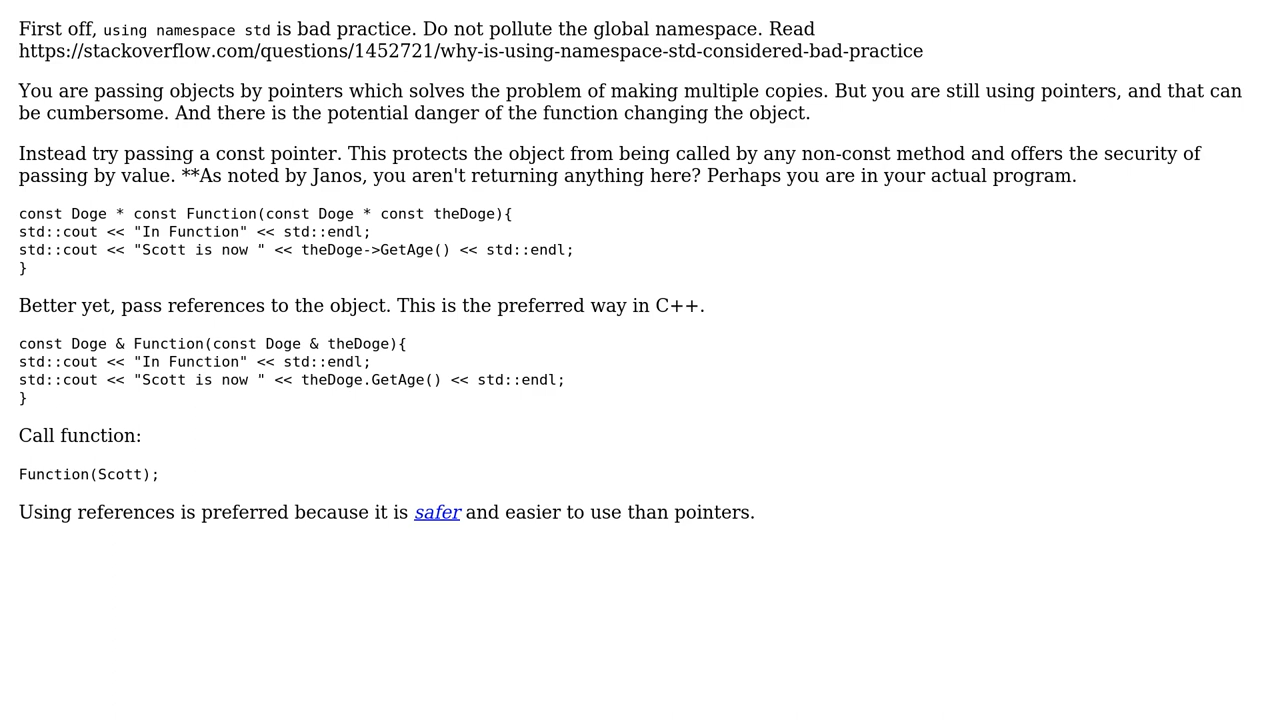 First off, using namespace std is bad practice. Do not pollute the global namespace. Read
https://stackoverflow.com/questions/1452721/why-is-using-namespace-std-considered-bad-practice
You are passing objects by pointers which solves the problem of making multiple copies. But you are still using pointers, and that can
be cumbersome. And there is the potential danger of the function changing the object.
Instead try passing a const pointer. This protects the object from being called by any non-const method and offers the security of
passing by value. **As noted by Janos, you aren't returning anything here? Perhaps you are in your actual program.
const Doge * const Function(const Doge * const theDoge){
std::cout << "In Function" << std::endl;
std::cout << "Scott is now " << theDoge->GetAge() << std::endl;
}
Better yet, pass references to the object. This is the preferred way in C++.
const Doge & Function(const Doge & theDoge){
std::cout << "In Function" << std::endl;
std::cout << "Scott is now " << theDoge.GetAge() << std::endl;
}
Call function:
Function(Scott);
Using references is preferred because it is safer and easier to use than pointers.